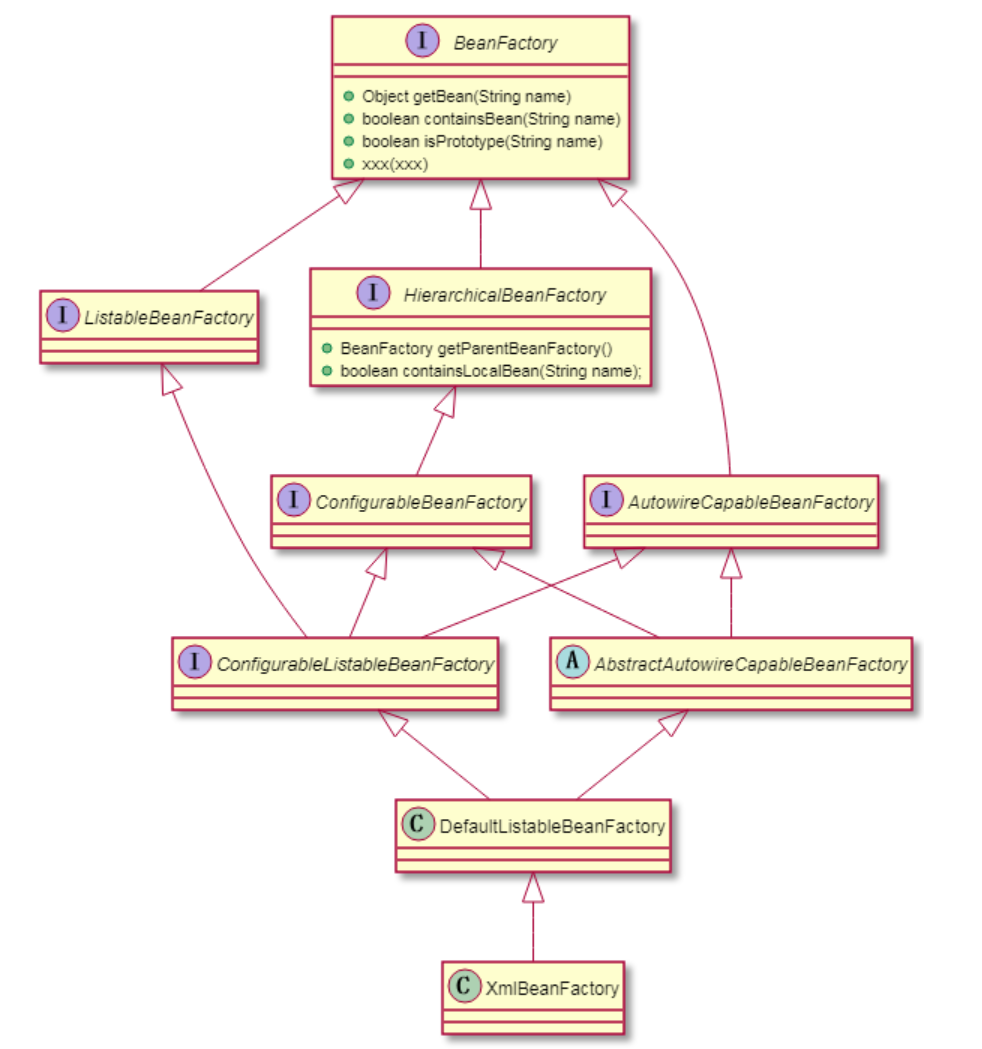 I BeanFactory
Object getBean(String name)
boolean containsBean(String name)
boolean isPrototype(String name)
xxx(xxx)
I ListableBeanFactory
I HierarchicalBeanFactory
BeanFactory getParentBeanFactory()
boolean containsLocalBean(String name);
I ConfigurableBeanFactory
I AutowireCapableBeanFactory
I ConfigurableListableBeanFactory
A AbstractAutowireCapableBeanFactory
C DefaultListableBeanFactory
C XmlBeanFactory